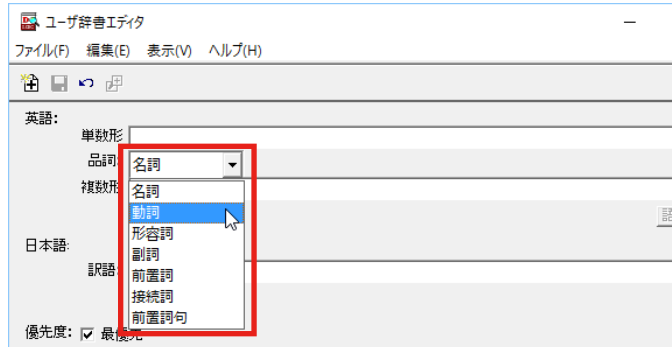 ユーザ辞書エディタ
ファイル(F) 編集(E) 表示(V) ヘルプ(H)
英語:
単数形
品詞: 名詞
複数形
名詞
動詞
形容詞
副詞
前置詞
接続詞
前置詞句
日本語:
訳語:
優先度: 最優先